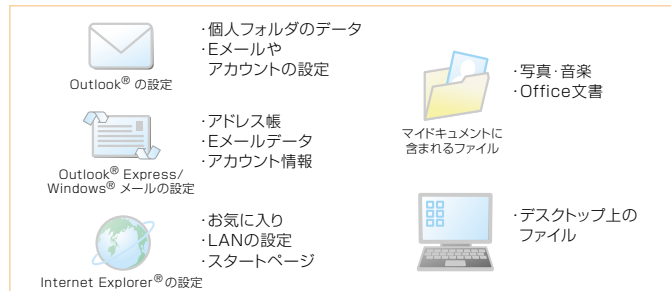 ・個人フォルダのデータ
・Eメールや
アカウントの設定
Outlook® の設定
・アドレス帳
・Eメールデータ
・アカウント情報
Outlook® Express/
Windows® メールの設定
・お気に入り
・LANの設定
・スタートページ
Internet Explorer®の設定
・写真・音楽
・Office文書
マイドキュメントに
含まれるファイル
・デスクトップ上の
ファイル